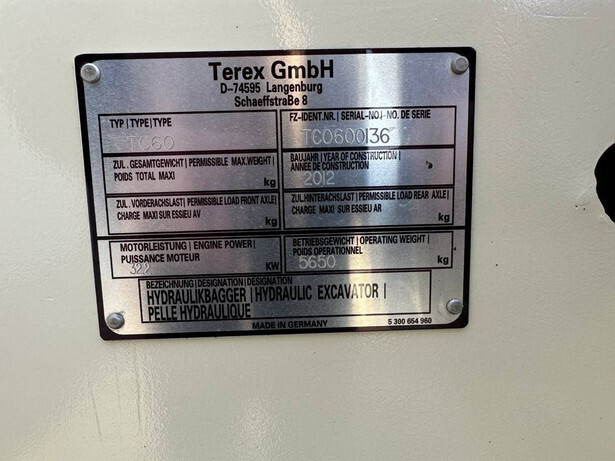 Terex GmbH
D-74595 Langenburg
SchaeffstraBe 8
TYP | TYPE | TYPE
TC60
FZ-IDENT.NR. | SERIAL-NO. | NO. DE SERIE
TC0600136
ZUL. GESAMTGEWICHT | PERMISSIBLE MAX.WEIGHT |
POIDS TOTAL MAXI
kg
BAUJAHR | YEAR OF CONSTRUCTION |
ANNEE DE CONSTRUCTION
2012
ZUL. VORDERACHSLAST | PERMISSIBLE LOAD FRONT AXLE |
CHARGE MAXI SUR ESSIEU AV
kg
ZUL.HINTERACHSLAST | PERMISSIBLE LOAD REAR AXLE |
CHARGE MAXI SUR ESSIEU AR
kg
MOTORLEISTUNG | ENGINE POWER |
PUISSANCE MOTEUR
32,2 KW
BETRIEBSGEWICHT | OPERATING WEIGHT |
POIDS OPERATIONNEL
5650 kg
BEZEICHNUNG | DESIGNATION | DESIGNATION
HYDRAULIKBAGGER | HYDRAULIC EXCAVATOR |
PELLE HYDRAULIQUE
MADE IN GERMANY
5 300 654 960